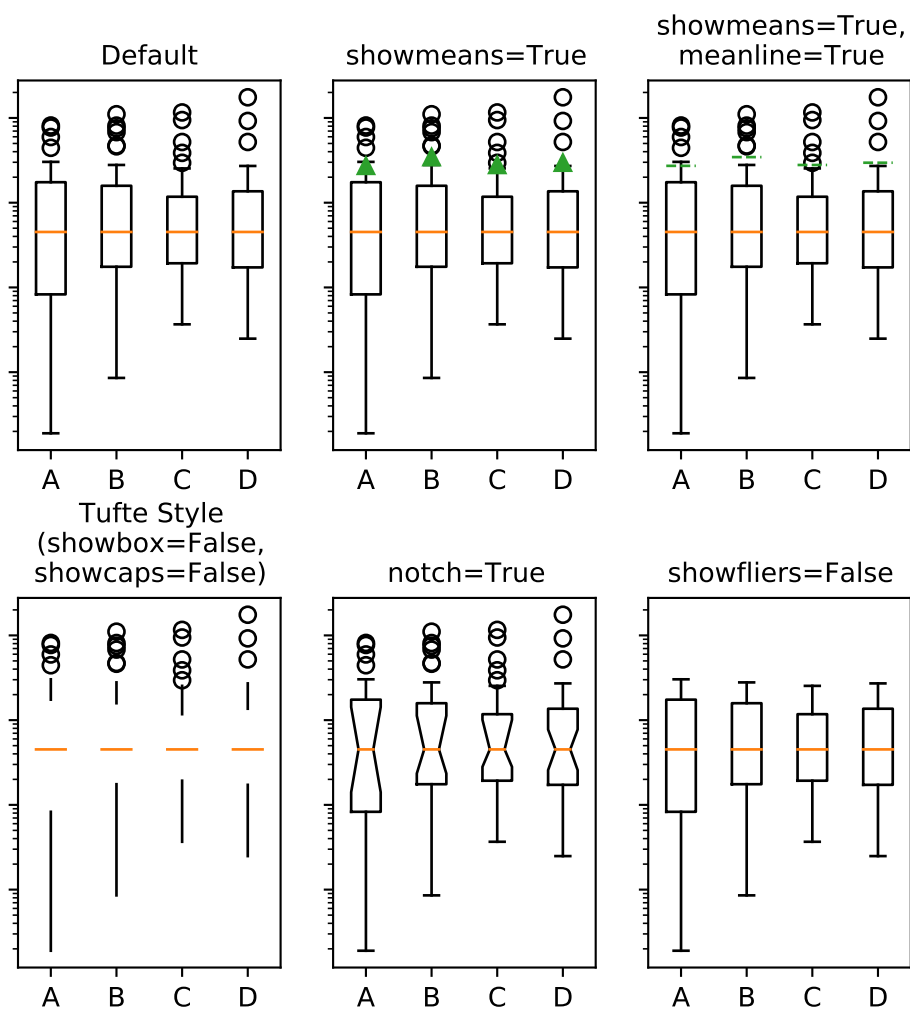 Default
showmeans=True
showmeans=True,
meanline=True
A B C D
A B C D
A B C D
Tufte Style
(showbox=False,
showcaps=False)
notch=True
showfliers=False
A B C D
A B C D
A B C D